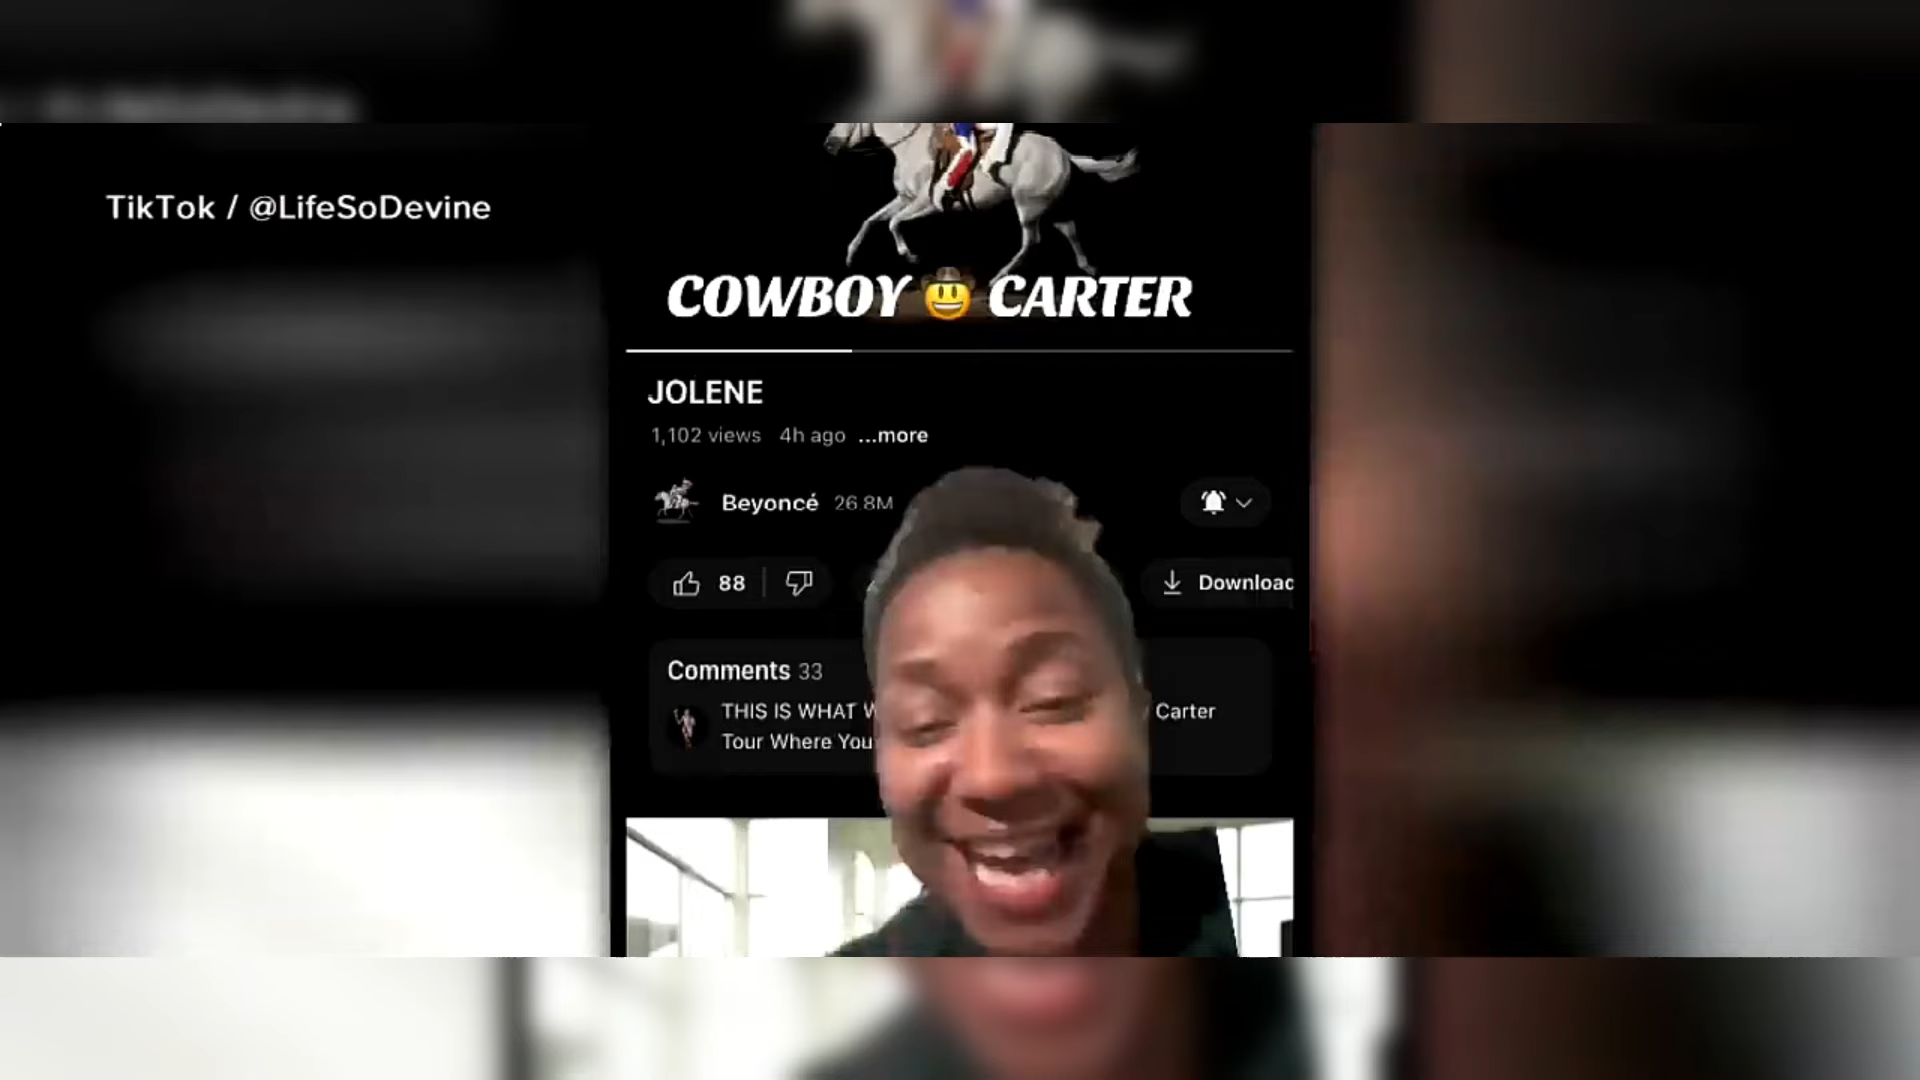 TikTok / @LifeSoDevine
COWBOY 🤠 CARTER
JOLENE
1,102 views 4h ago ...more
Beyoncé 26.8M
88
Download
Comments 33
THIS IS WHAT Carter
Tour Where You